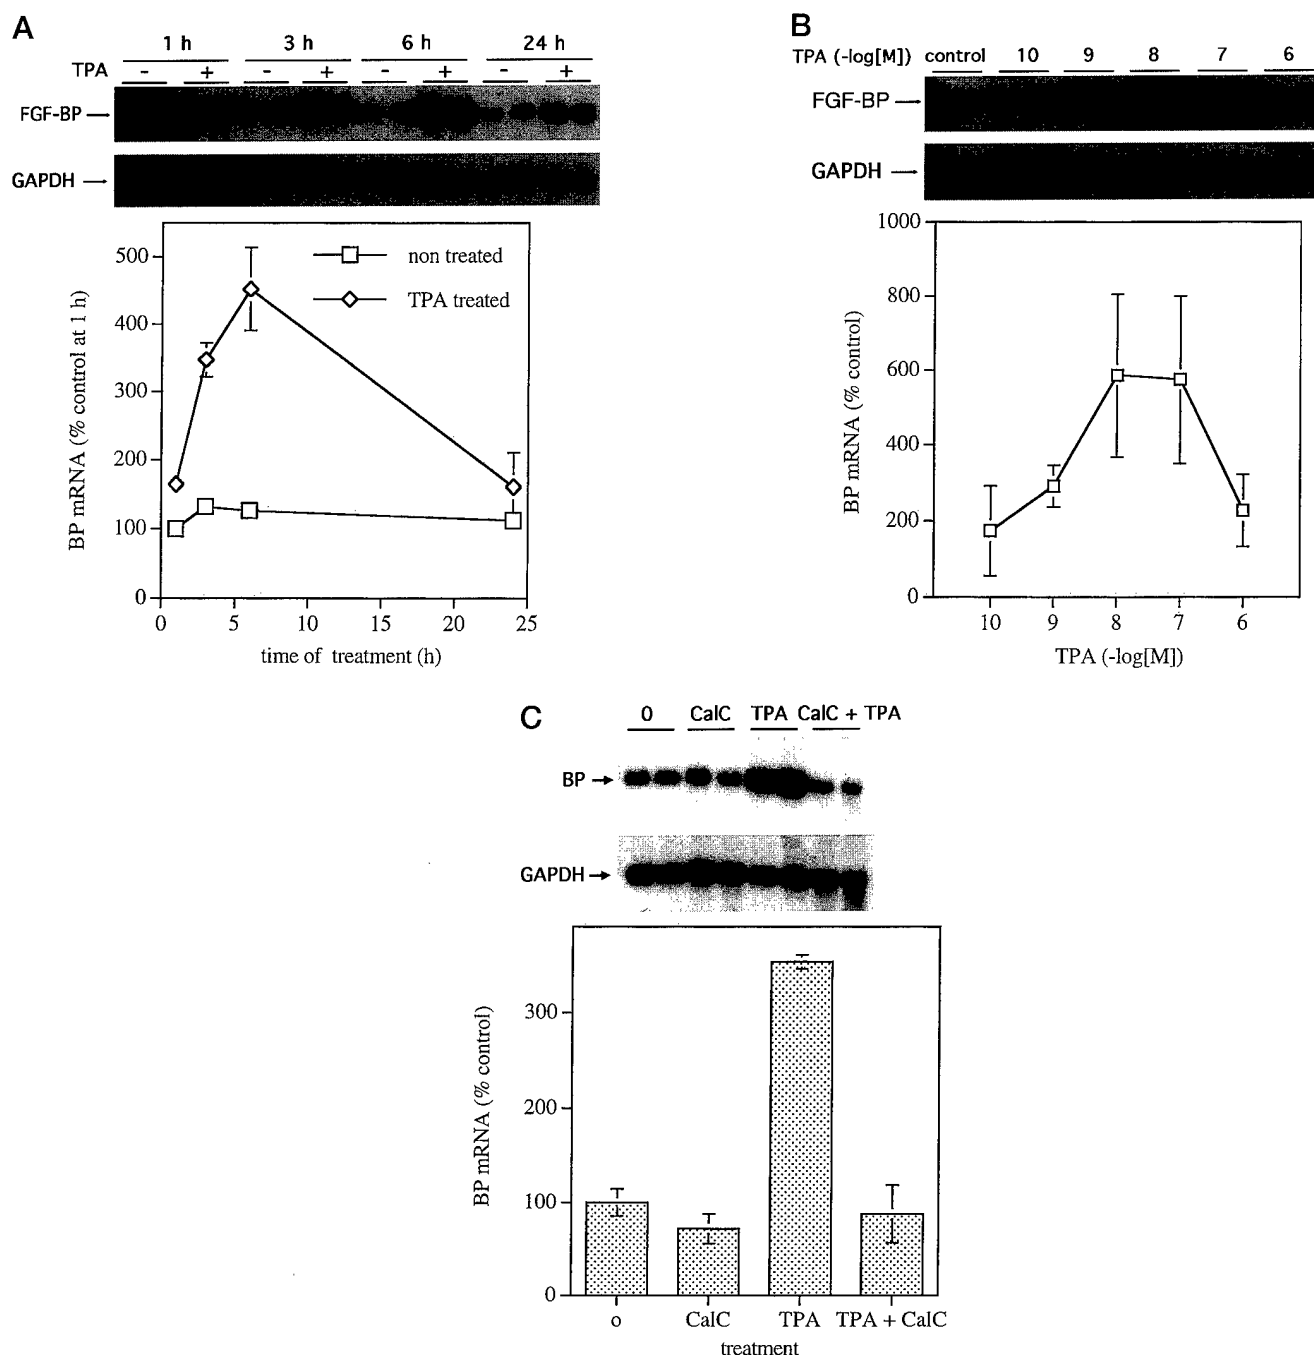 A
1 h 3 h 6 h 24 h
TPA - + - + - + - +
FGF-BP
GAPDH
BP mRNA (% control at 1 h)
500
400
300
200
100
0
non treated
TPA treated
0 5 10 15 20 25
time of treatment (h)
B
TPA (-log[M]) control 10 9 8 7 6
FGF-BP
GAPDH
BP mRNA (% control)
1000
800
600
400
200
0
10 9 8 7 6
TPA (-log[M])
C
0 CalC TPA CalC + TPA
BP
GAPDH
BP mRNA (% control)
300
200
100
0
o CalC TPA TPA + CalC
treatment